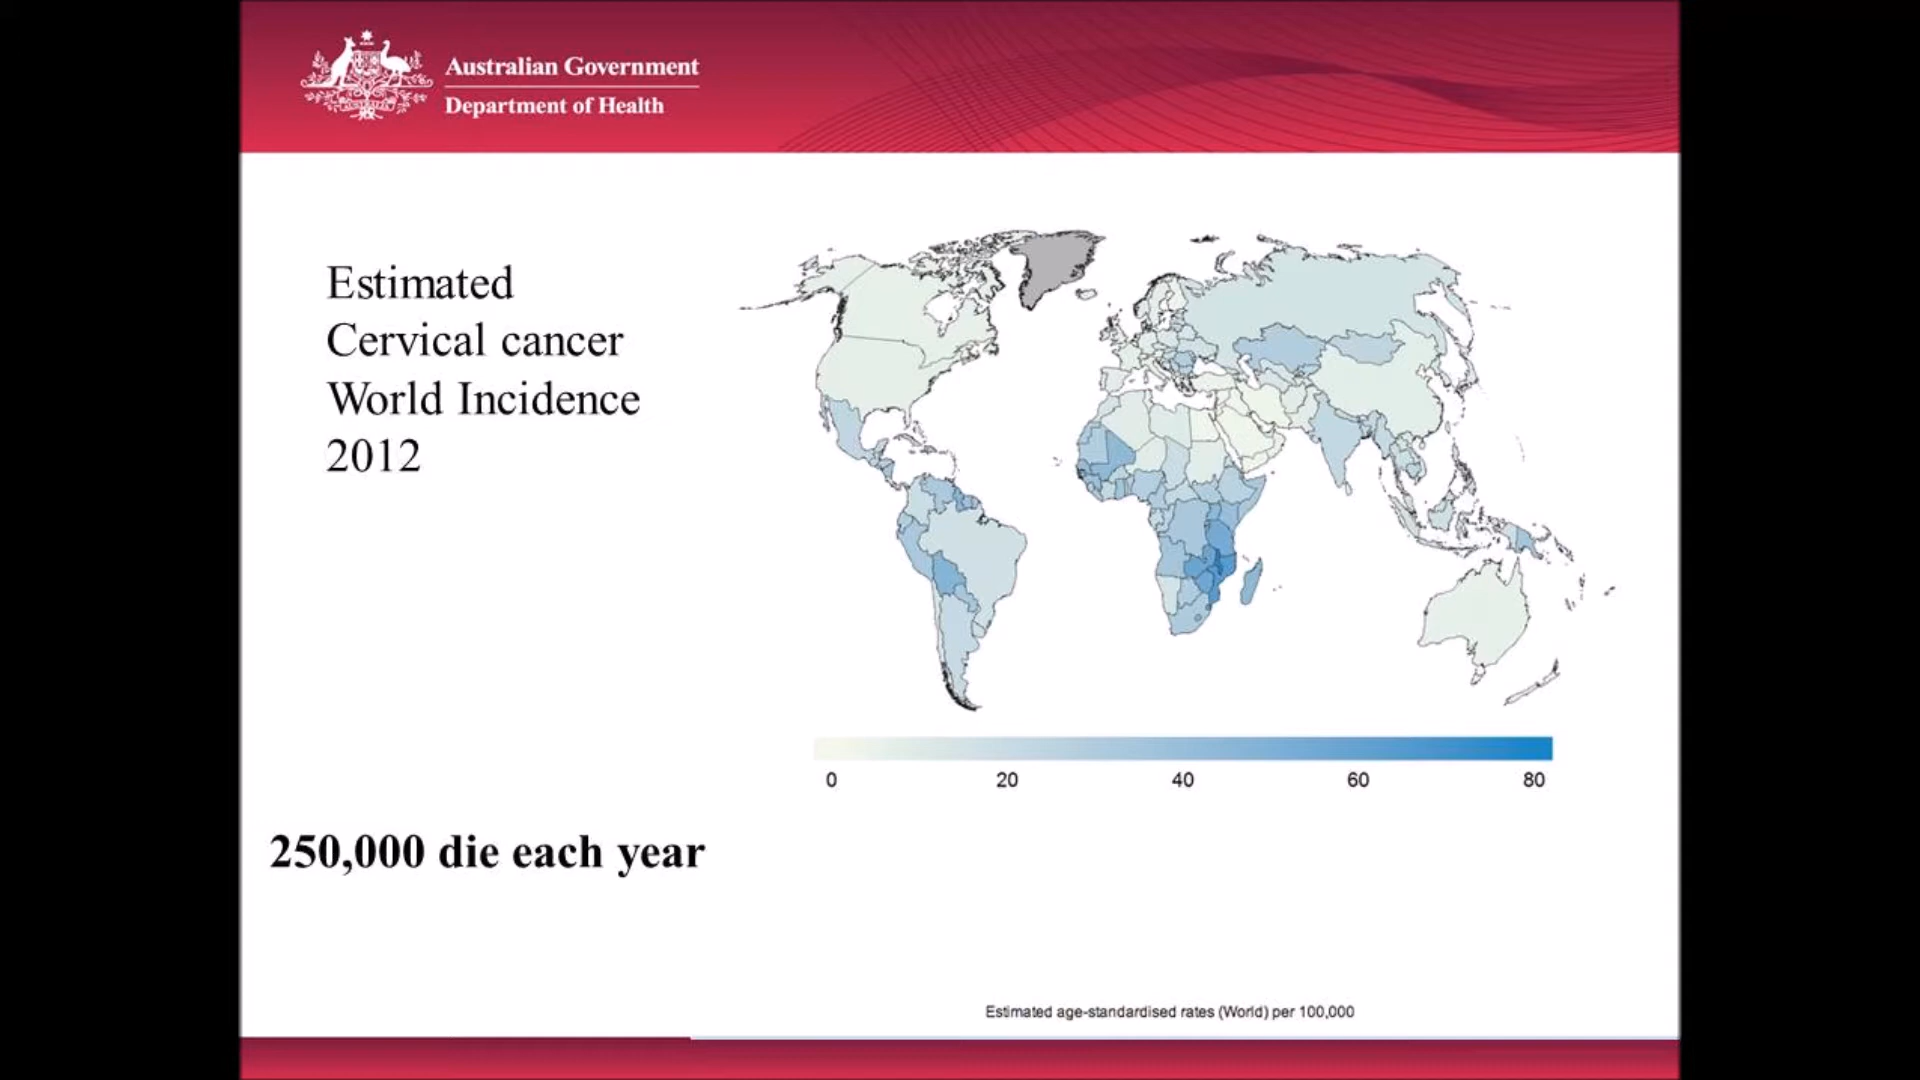 Australian Government
Department of Health
Estimated
Cervical cancer
World Incidence
2012
0 20 40 60 80
250,000 die each year
Estimated age-standardised rates (World) per 100,000